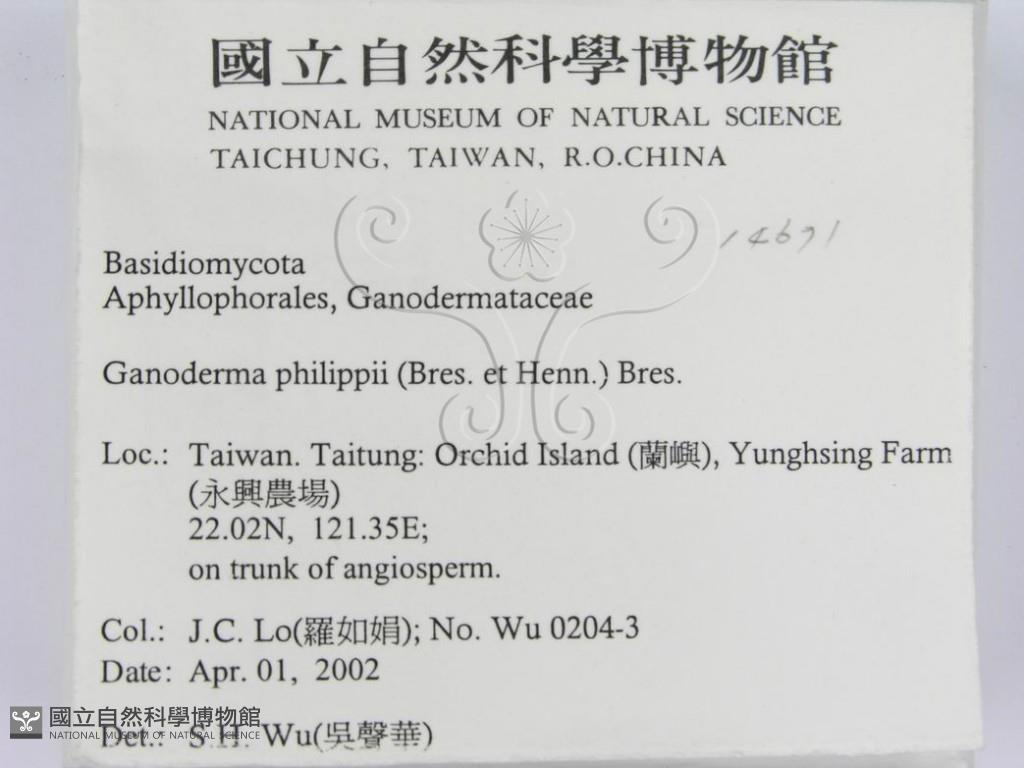 國立自然科學博物館
NATIONAL MUSEUM OF NATURAL SCIENCE
TAICHUNG, TAIWAN, R.O.CHINA
14691
Basidiomycota
Aphyllophorales, Ganodermataceae
Ganoderma philippii (Bres. et Henn.) Bres.
Loc.: Taiwan. Taitung: Orchid Island (蘭嶼), Yunghsing Farm
(永興農場)
22.02N, 121.35E;
on trunk of angiosperm.
Col.: J.C. Lo(羅如娟); No. Wu 0204-3
Date: Apr. 01, 2002
Det.: S.H. Wu(吳聲華)
國立自然科學博物館
NATIONAL MUSEUM OF NATURAL SCIENCE